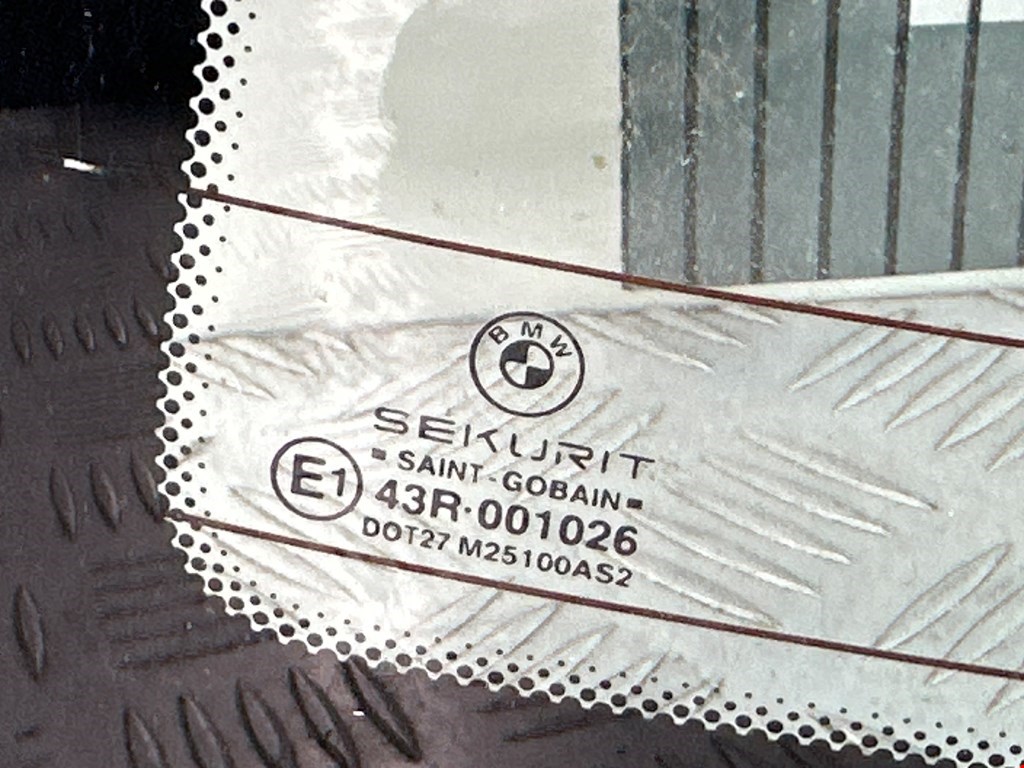 BMW
SEKURIT
SAINT-GOBAIN
E1
43R·001026
DOT27 M25100AS2